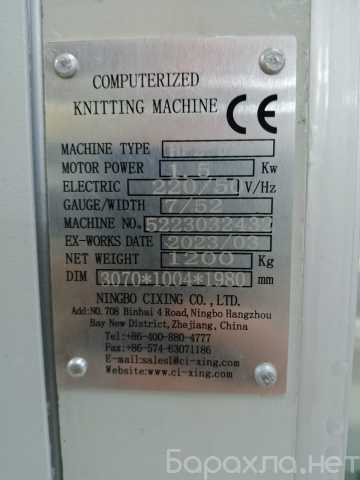 COMPUTERIZED
KNITTING MACHINE CE
MACHINE TYPE
MOTOR POWER 1.5 Kw
ELECTRIC 220/50 V/Hz
GAUGE/WIDTH 7/52
MACHINE NO. 5223032432
EX-WORKS DATE 2023/03
NET WEIGHT 1200 Kg
DIM 3070*1004*1980 mm
NINGBO CIXING CO.,LTD.
Add:NO.708 Binhai 4 Road,Ningbo Hangzhou
Bay New District,Zhejiang,China
Tel:+86-400-880-4777
Fax:+86-574-63071186
E-mail:sales1@ci-xing.com
Website:www.ci-xing.com
Барахла.нет